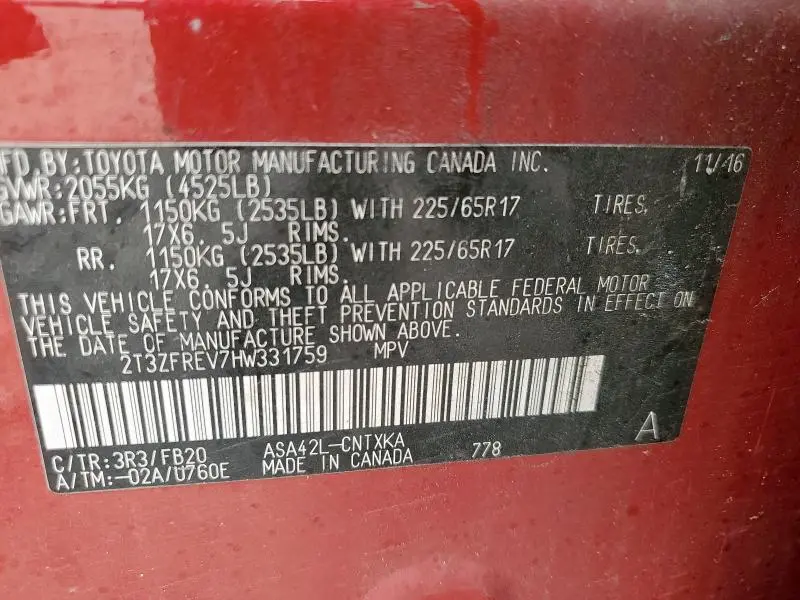 FD. BY: TOYOTA MOTOR MANUFACTURING CANADA INC. 11/16
GVWR: 2055KG (4525LB)
GAWR: FRT. 1150KG (2535LB) WITH 225/65R17 TIRES,
17X6.5J RIMS.
RR. 1150KG (2535LB) WITH 225/65R17 TIRES,
17X6.5J RIMS.
THIS VEHICLE CONFORMS TO ALL APPLICABLE FEDERAL MOTOR
VEHICLE SAFETY AND THEFT PREVENTION STANDARDS IN EFFECT ON
THE DATE OF MANUFACTURE SHOWN ABOVE.
2T3ZFREV7HW331759 MPV
C/TR: 3R3/FB20 ASA42L-CNTXKA 778 A
A/TM: -02A/U760E MADE IN CANADA